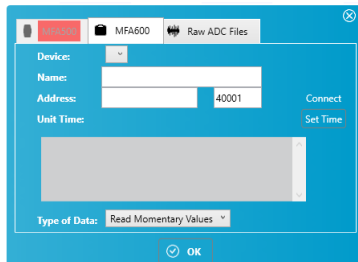 MFA300 MFA600 Raw ADC Files
Device:
Name:
Address: 40001 Connect
Unit Time: Set Time
Type of Data: Read Momentary Values
OK